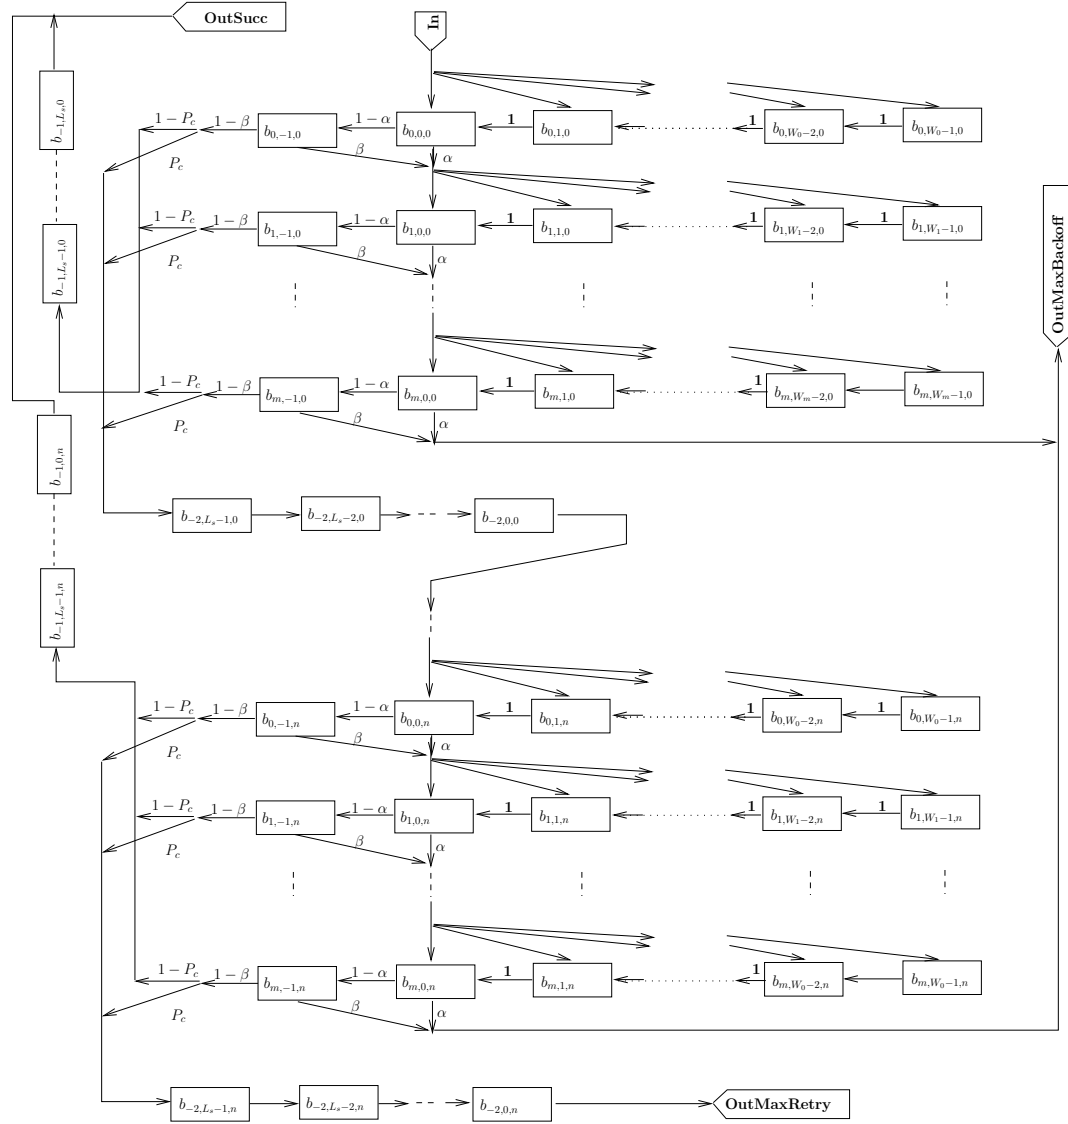 OutSucc
In
b_{-1,L_s,0}
1 − P_c
1−β
b_{0,−1,0}
1−α
b_{0,0,0}
1
b_{0,1,0}
1
b_{0,W_0−2,0}
1
b_{0,W_0−1,0}
P_c
β
α
b_{−1,L_s−1,0}
1 − P_c
1−β
b_{1,−1,0}
1−α
b_{1,0,0}
1
b_{1,1,0}
1
b_{1,W_1−2,0}
1
b_{1,W_1−1,0}
P_c
β
α
OutMaxBackoff
1 − P_c
1−β
b_{m,−1,0}
1−α
b_{m,0,0}
1
b_{m,1,0}
1
b_{m,W_m−2,0}
b_{m,W_m−1,0}
P_c
β
α
b_{−1,0,n}
b_{−2,L_s−1,0}
b_{−2,L_s−2,0}
b_{−2,0,0}
b_{−1,L_s−1,n}
1 − P_c
1−β
b_{0,−1,n}
1−α
b_{0,0,n}
1
b_{0,1,n}
1
b_{0,W_0−2,n}
1
b_{0,W_0−1,n}
P_c
β
α
1 − P_c
1−β
b_{1,−1,n}
1−α
b_{1,0,n}
1
b_{1,1,n}
1
b_{1,W_1−2,n}
1
b_{1,W_1−1,n}
P_c
β
α
1 − P_c
1−β
b_{m,−1,n}
1−α
b_{m,0,n}
1
b_{m,1,n}
1
b_{m,W_0−2,n}
b_{m,W_0−1,n}
P_c
β
α
b_{−2,L_s−1,n}
b_{−2,L_s−2,n}
b_{−2,0,n}
OutMaxRetry